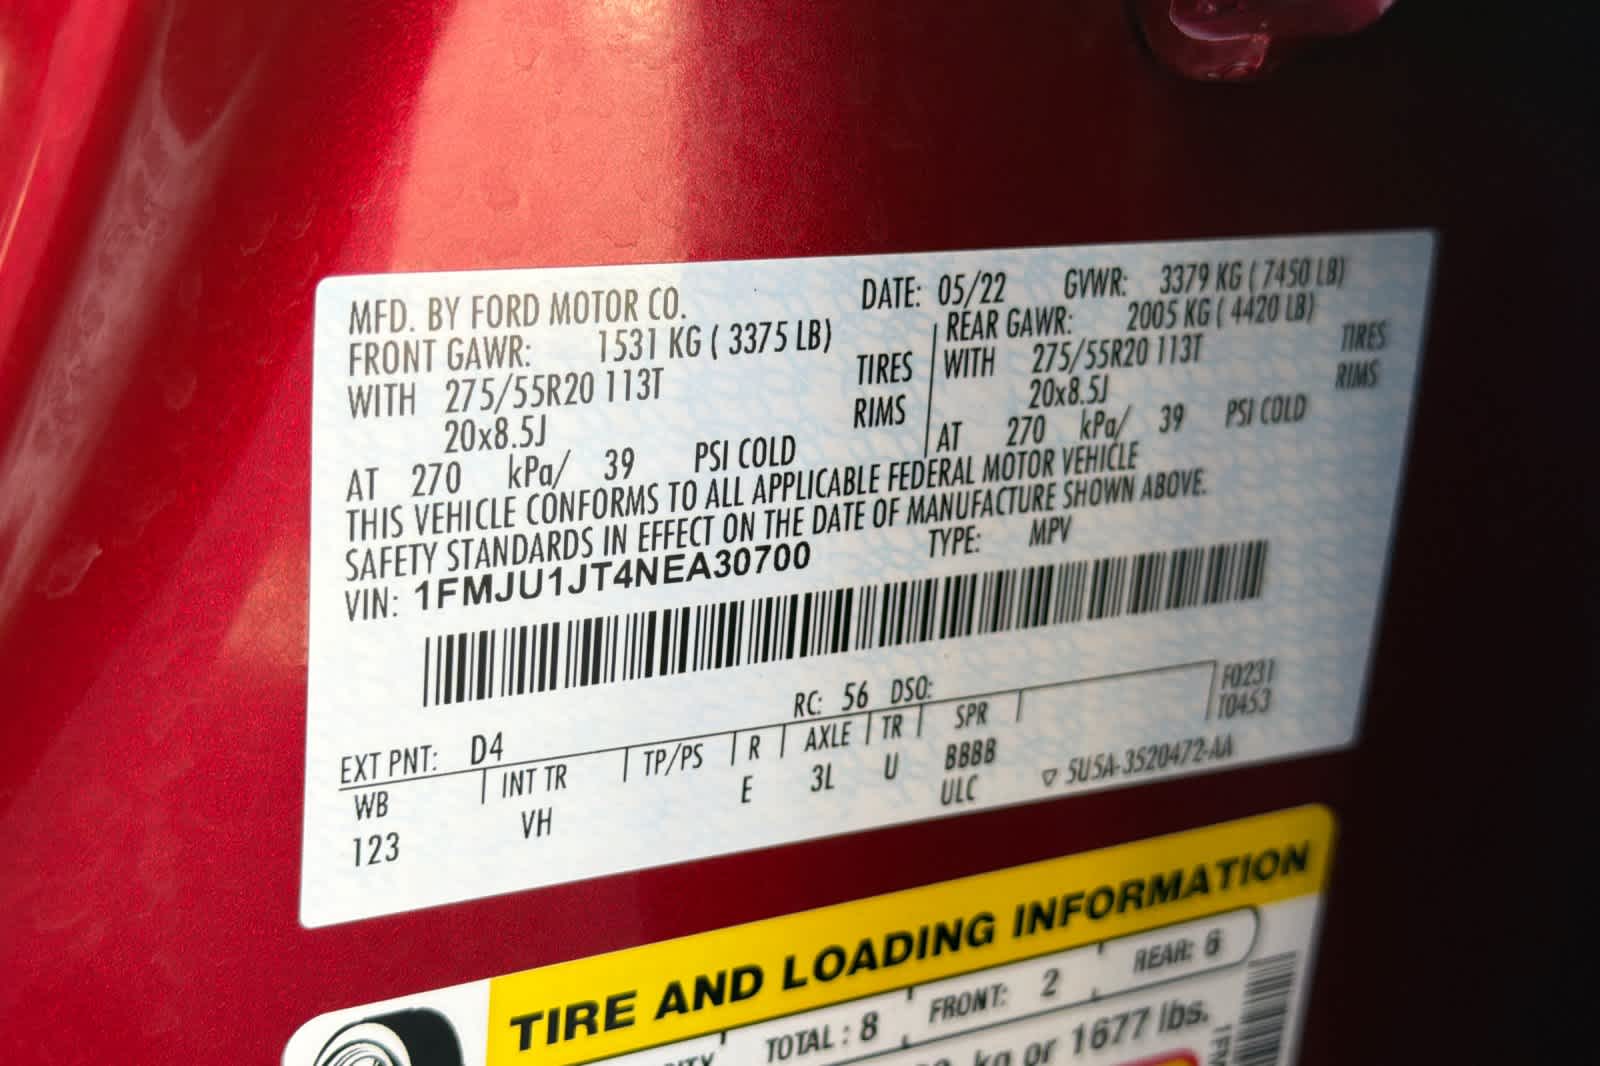 MFD. BY FORD MOTOR CO. DATE: 05/22 GVWR: 3379 KG ( 7450 LB)
FRONT GAWR: 1531 KG ( 3375 LB) REAR GAWR: 2005 KG ( 4420 LB)
WITH 275/55R20 113T TIRES WITH 275/55R20 113T TIRES
20x8.5J RIMS 20x8.5J RIMS
AT 270 kPa/ 39 PSI COLD AT 270 kPa/ 39 PSI COLD
THIS VEHICLE CONFORMS TO ALL APPLICABLE FEDERAL MOTOR VEHICLE
SAFETY STANDARDS IN EFFECT ON THE DATE OF MANUFACTURE SHOWN ABOVE.
VIN: 1FMJU1JT4NEA30700 TYPE: MPV
EXT PNT: D4 RC: 56 DSO: F0231
WB INT TR TP/PS R AXLE TR SPR T0453
123 VH E 3L U BBBB
ULC ▽ 5U5A-3520472-AA
TIRE AND LOADING INFORMATION
TOTAL : 8 FRONT: 2 REAR: 6
kg or 1677 lbs.